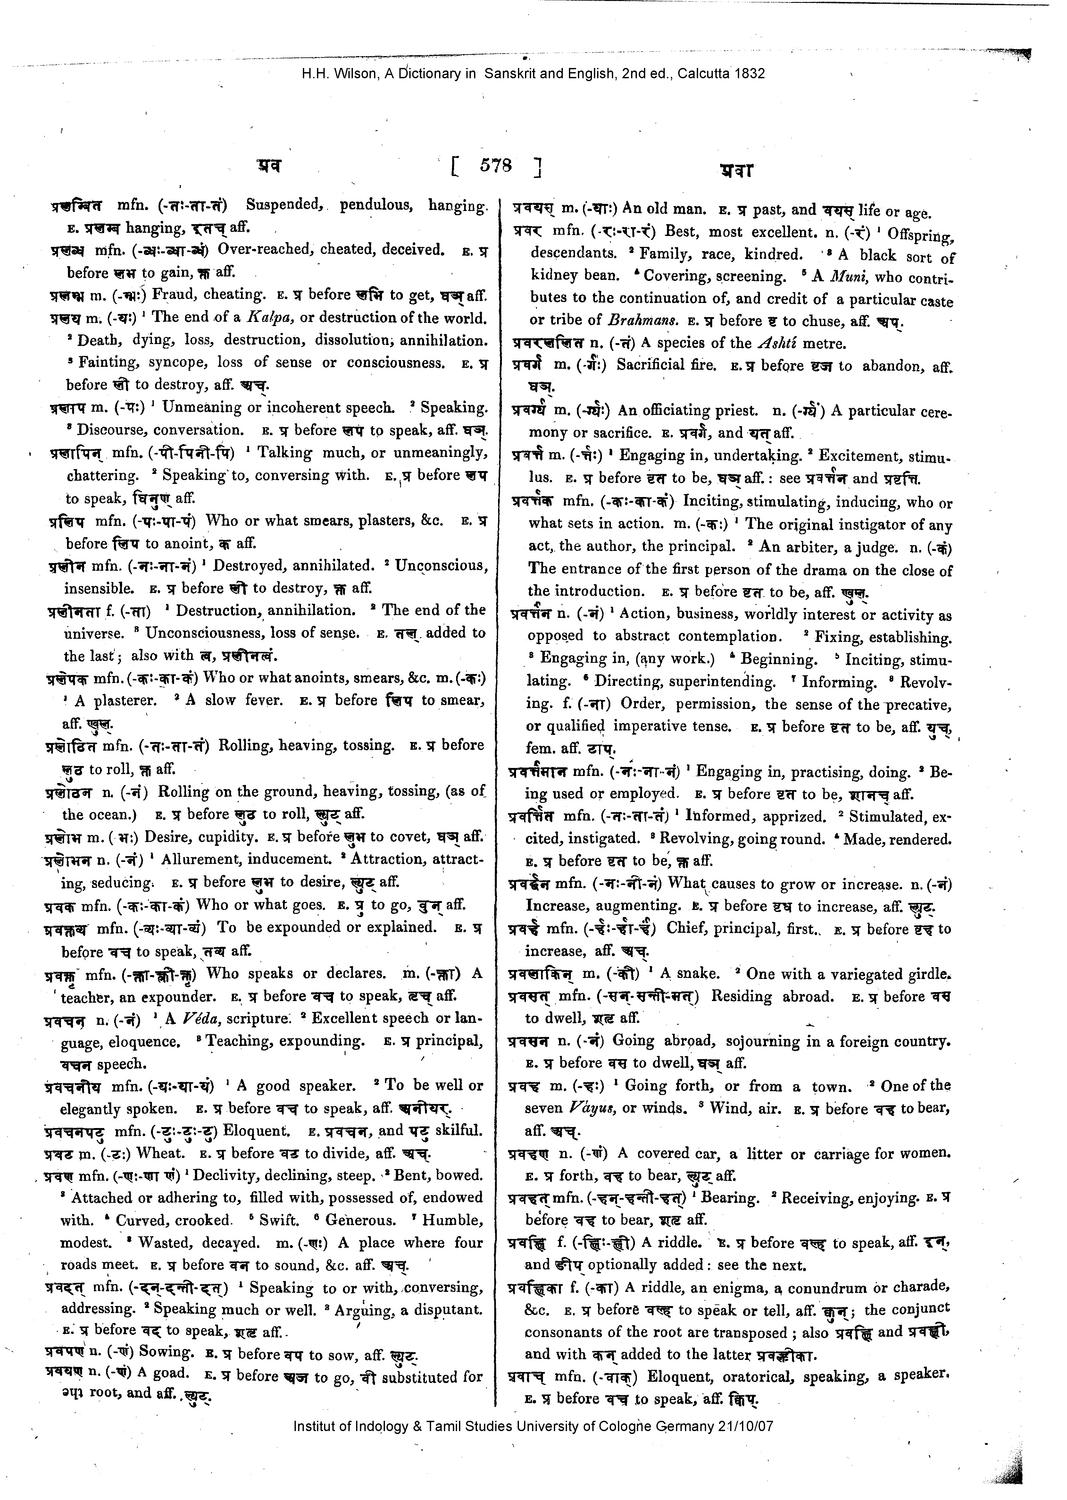 H.H. Wilson, A Dictionary in Sanskrit and English, 2nd ed., Calcutta 1832
प्रव [ 578 ] प्रवा
प्रलम्बित mfn. (-तः-ता-तं) Suspended, pendulous, hanging.
E. प्रलम्ब hanging, इतच् aff.
प्रलब्ध mfn. (-ब्धः-ब्धा-ब्धं) Over-reached, cheated, deceived. E. प्र
before लभ to gain, क्त aff.
प्रलम्भ m. (-म्भः) Fraud, cheating. E. प्र before लभि to get, घञ् aff.
प्रलय m. (-यः) ¹ The end of a Kalpa, or destruction of the world.
² Death, dying, loss, destruction, dissolution, annihilation.
³ Fainting, syncope, loss of sense or consciousness. E. प्र
before ली to destroy, aff. अच्.
प्रलाप m. (-पः) ¹ Unmeaning or incoherent speech. ² Speaking.
³ Discourse, conversation. E. प्र before लप to speak, aff. घञ्.
प्रलापिन् mfn. (-पी-पिनी-पि) ¹ Talking much, or unmeaningly,
chattering. ² Speaking to, conversing with. E. प्र before लप
to speak, घिनुण् aff.
प्रलिप mfn. (-पः-पा-पं) Who or what smears, plasters, &c. E. प्र
before लिप to anoint, क aff.
प्रलीन mfn. (-नः-ना-नं) ¹ Destroyed, annihilated. ² Unconscious,
insensible. E. प्र before ली to destroy, क्त aff.
प्रलीनता f. (-ता) ¹ Destruction, annihilation. ² The end of the
universe. ³ Unconsciousness, loss of sense. E. तल् added to
the last; also with त्व, प्रलीनत्वं.
प्रलेपक mfn. (-कः-का-कं) Who or what anoints, smears, &c. m. (-कः)
¹ A plasterer. ² A slow fever. E. प्र before लिप to smear,
aff. ण्वुल्.
प्रलोठित mfn. (-तः-ता-तं) Rolling, heaving, tossing. E. प्र before
लुठ to roll, क्त aff.
प्रलोठन n. (-नं) Rolling on the ground, heaving, tossing, (as of
the ocean.) E. प्र before लुठ to roll, ल्युट् aff.
प्रलोभ m. (-भः) Desire, cupidity. E. प्र before लुभ to covet, घञ् aff.
प्रलोभन n. (-नं) ¹ Allurement, inducement. ² Attraction, attract-
ing, seducing. E. प्र before लुभ to desire, ल्युट् aff.
प्रवक mfn. (-कः-का-कं) Who or what goes. E. प्रु to go, वुन् aff.
प्रवक्तव्य mfn. (-व्यः-व्या-व्यं) To be expounded or explained. E. प्र
before वच to speak, तव्य aff.
प्रवक्तृ mfn. (-क्ता-क्त्री-क्तृ) Who speaks or declares. m. (-क्ता) A
teacher, an expounder. E. प्र before वच to speak, तृच् aff.
प्रवचन n. (-नं) ¹ A Véda, scripture. ² Excellent speech or lan-
guage, eloquence. ³ Teaching, expounding. E. प्र principal,
वचन speech.
प्रवचनीय mfn. (-यः-या-यं) ¹ A good speaker. ² To be well or
elegantly spoken. E. प्र before वच to speak, aff. अनीयर्.
प्रवचनपटु mfn. (-टुः-टुः-टु) Eloquent. E. प्रवचन, and पटु skilful.
प्रवट m. (-टः) Wheat. E. प्र before वट to divide, aff. अच्.
प्रवण mfn. (-णः-णा णं) ¹ Declivity, declining, steep. ² Bent, bowed.
³ Attached or adhering to, filled with, possessed of, endowed
with. ⁴ Curved, crooked. ⁵ Swift. ⁶ Generous. ⁷ Humble,
modest. ⁸ Wasted, decayed. m. (-णः) A place where four
roads meet. E. प्र before वन to sound, &c. aff. अच्.
प्रवदत् mfn. (-दन्-दन्ती-दत्) ¹ Speaking to or with, conversing,
addressing. ² Speaking much or well. ³ Arguing, a disputant.
E. प्र before वद् to speak, शतृ aff.
प्रवपण n. (-णं) Sowing. E. प्र before वप to sow, aff. ल्युट्.
प्रवयण n. (-णं) A goad. E. प्र before अज to go, वी substituted for
the root, and aff. ल्युट्.
प्रवयस् m. (-याः) An old man. E. प्र past, and वयस् life or age.
प्रवर mfn. (-रः-रा-रं) Best, most excellent. n. (-रं) ¹ Offspring,
descendants. ² Family, race, kindred. ³ A black sort of
kidney bean. ⁴ Covering, screening. ⁵ A Muni, who contri-
butes to the continuation of, and credit of a particular caste
or tribe of Brahmans. E. प्र before वृ to chuse, aff. अप्.
प्रवरललित n. (-तं) A species of the Ashtí metre.
प्रवर्ग m. (-र्गः) Sacrificial fire. E. प्र before वृज to abandon, aff.
घञ्.
प्रवर्ग्य m. (-र्ग्यः) An officiating priest. n. (-र्ग्यं) A particular cere-
mony or sacrifice. E. प्रवर्ग, and यत् aff.
प्रवर्त्त m. (-र्त्तः) ¹ Engaging in, undertaking. ² Excitement, stimu-
lus. E. प्र before वृत to be, घञ् aff.: see प्रवर्त्तन and प्रवृत्ति.
प्रवर्त्तक mfn. (-कः-का-कं) Inciting, stimulating, inducing, who or
what sets in action. m. (-कः) ¹ The original instigator of any
act, the author, the principal. ² An arbiter, a judge. n. (-कं)
The entrance of the first person of the drama on the close of
the introduction. E. प्र before वृत to be, aff. ण्वुल्.
प्रवर्त्तन n. (-नं) ¹ Action, business, worldly interest or activity as
opposed to abstract contemplation. ² Fixing, establishing.
³ Engaging in, (any work.) ⁴ Beginning. ⁵ Inciting, stimu-
lating. ⁶ Directing, superintending. ⁷ Informing. ⁸ Revolv-
ing. f. (-ना) Order, permission, the sense of the precative,
or qualified imperative tense. E. प्र before वृत to be, aff. युच्,
fem. aff. टाप्.
प्रवर्त्तमान mfn. (-नः-ना-नं) ¹ Engaging in, practising, doing. ² Be-
ing used or employed. E. प्र before वृत to be, शानच् aff.
प्रवर्त्तित mfn. (-तः-ता-तं) ¹ Informed, apprized. ² Stimulated, ex-
cited, instigated. ³ Revolving, going round. ⁴ Made, rendered.
E. प्र before वृत to be, क्त aff.
प्रवर्द्धन mfn. (-नः-नी-नं) What causes to grow or increase. n. (-नं)
Increase, augmenting. E. प्र before वृध to increase, aff. ल्युट्.
प्रवर्ह mfn. (-र्हः-र्हा-र्हं) Chief, principal, first. E. प्र before वृह to
increase, aff. अच्.
प्रवलाकिन् m. (-की) ¹ A snake. ² One with a variegated girdle.
प्रवसत् mfn. (-सन्-सन्ती-सत्) Residing abroad. E. प्र before वस
to dwell, शतृ aff.
प्रवसन n. (-नं) Going abroad, sojourning in a foreign country.
E. प्र before वस to dwell, घञ् aff.
प्रवह m. (-हः) ¹ Going forth, or from a town. ² One of the
seven Váyus, or winds. ³ Wind, air. E. प्र before वह to bear,
aff. अच्.
प्रवहण n. (-णं) A covered car, a litter or carriage for women.
E. प्र forth, वह to bear, ल्युट् aff.
प्रवहत् mfn. (-हन्-हन्ती-हत्) ¹ Bearing. ² Receiving, enjoying. E. प्र
before वह to bear, शतृ aff.
प्रवह्लि f. (-ह्लिः-ह्ली) A riddle. E. प्र before वल्ह to speak, aff. इन्,
and ङीप् optionally added: see the next.
प्रवह्लिका f. (-का) A riddle, an enigma, a conundrum or charade,
&c. E. प्र before वल्ह to speak or tell, aff. क्वुन्; the conjunct
consonants of the root are transposed; also प्रवह्लि and प्रवह्ली,
and with कन् added to the latter प्रवह्लीका.
प्रवाच् mfn. (-वाक्) Eloquent, oratorical, speaking, a speaker.
E. प्र before वच to speak, aff. क्विप्.
Institut of Indology & Tamil Studies University of Cologne Germany 21/10/07